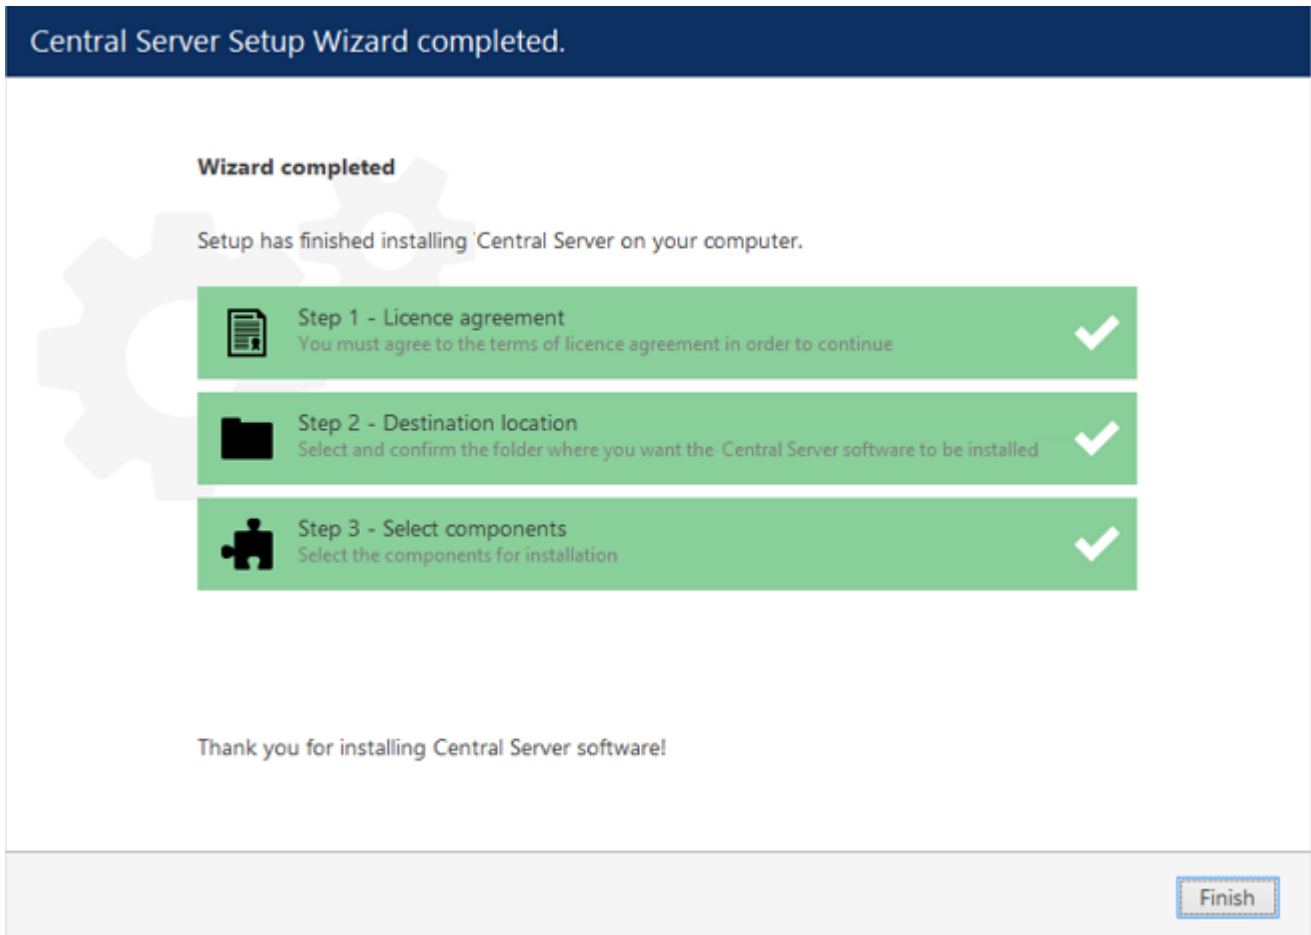 Central Server Setup Wizard completed.
Wizard completed
Setup has finished installing Central Server on your computer.
Step 1 - Licence agreement
You must agree to the terms of licence agreement in order to continue
Step 2 - Destination location
Select and confirm the folder where you want the Central Server software to be installed
Step 3 - Select components
Select the components for installation
Thank you for installing Central Server software!
Finish